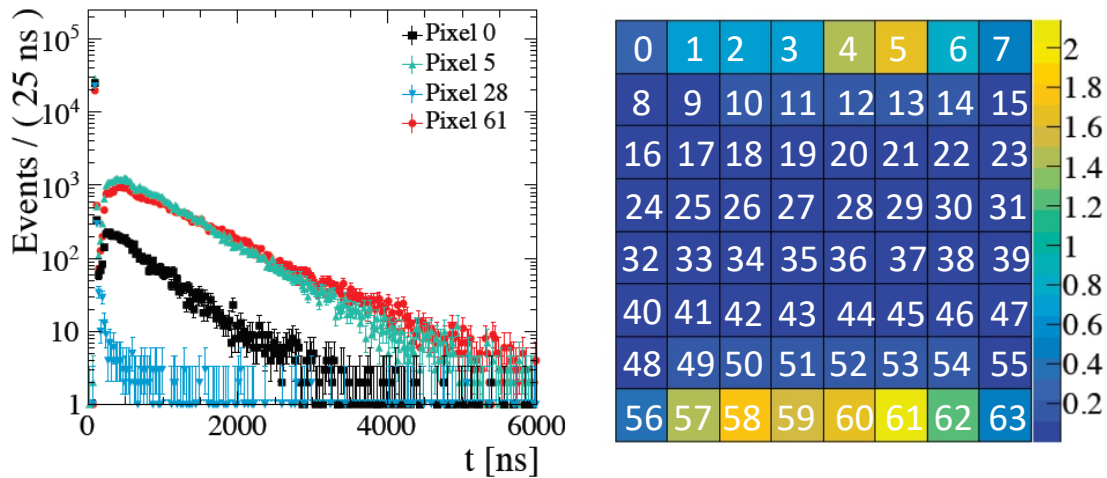 Events / ( 25 ns )
10⁵
10⁴
10³
10²
10
1
0 2000 4000 6000
t [ns]
Pixel 0
Pixel 5
Pixel 28
Pixel 61
0 1 2 3 4 5 6 7
8 9 10 11 12 13 14 15
16 17 18 19 20 21 22 23
24 25 26 27 28 29 30 31
32 33 34 35 36 37 38 39
40 41 42 43 44 45 46 47
48 49 50 51 52 53 54 55
56 57 58 59 60 61 62 63
2
1.8
1.6
1.4
1.2
1
0.8
0.6
0.4
0.2